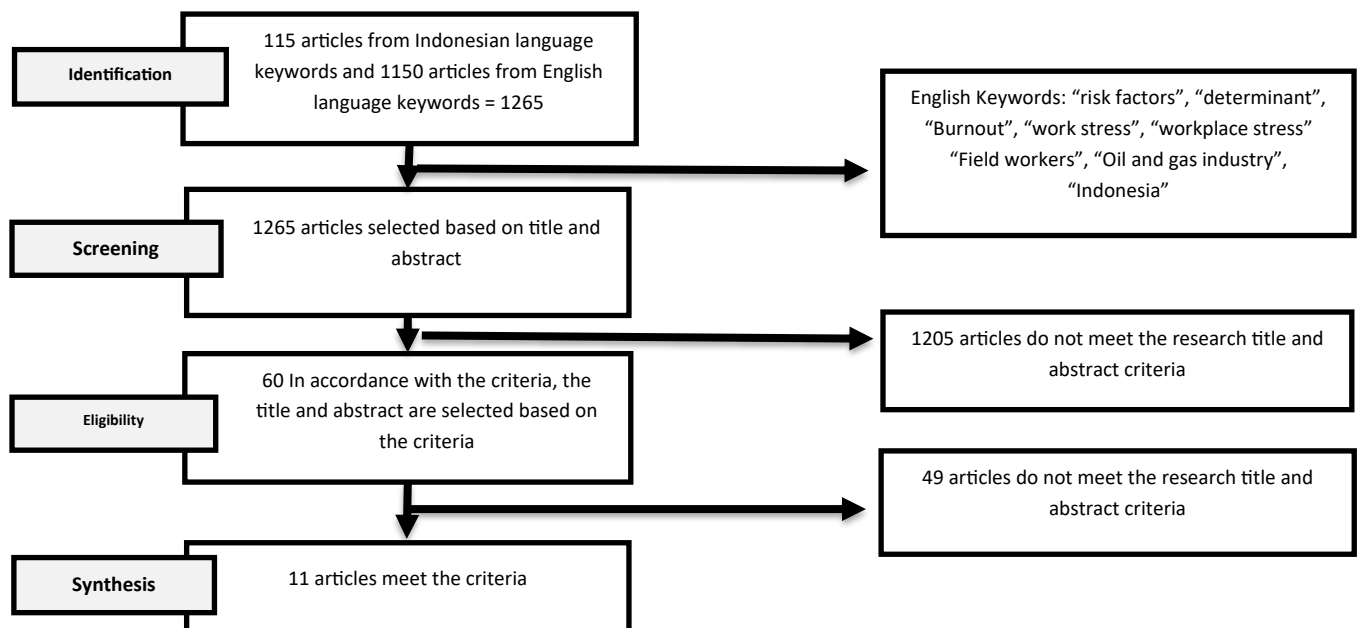 Identification
115 articles from Indonesian language
keywords and 1150 articles from English
language keywords = 1265
English Keywords: “risk factors”, “determinant”,
“Burnout”, “work stress”, “workplace stress”
“Field workers”, “Oil and gas industry”,
“Indonesia”
Screening
1265 articles selected based on title and
abstract
1205 articles do not meet the research title and
abstract criteria
Eligibility
60 In accordance with the criteria, the
title and abstract are selected based on
the criteria
49 articles do not meet the research title and
abstract criteria
Synthesis
11 articles meet the criteria